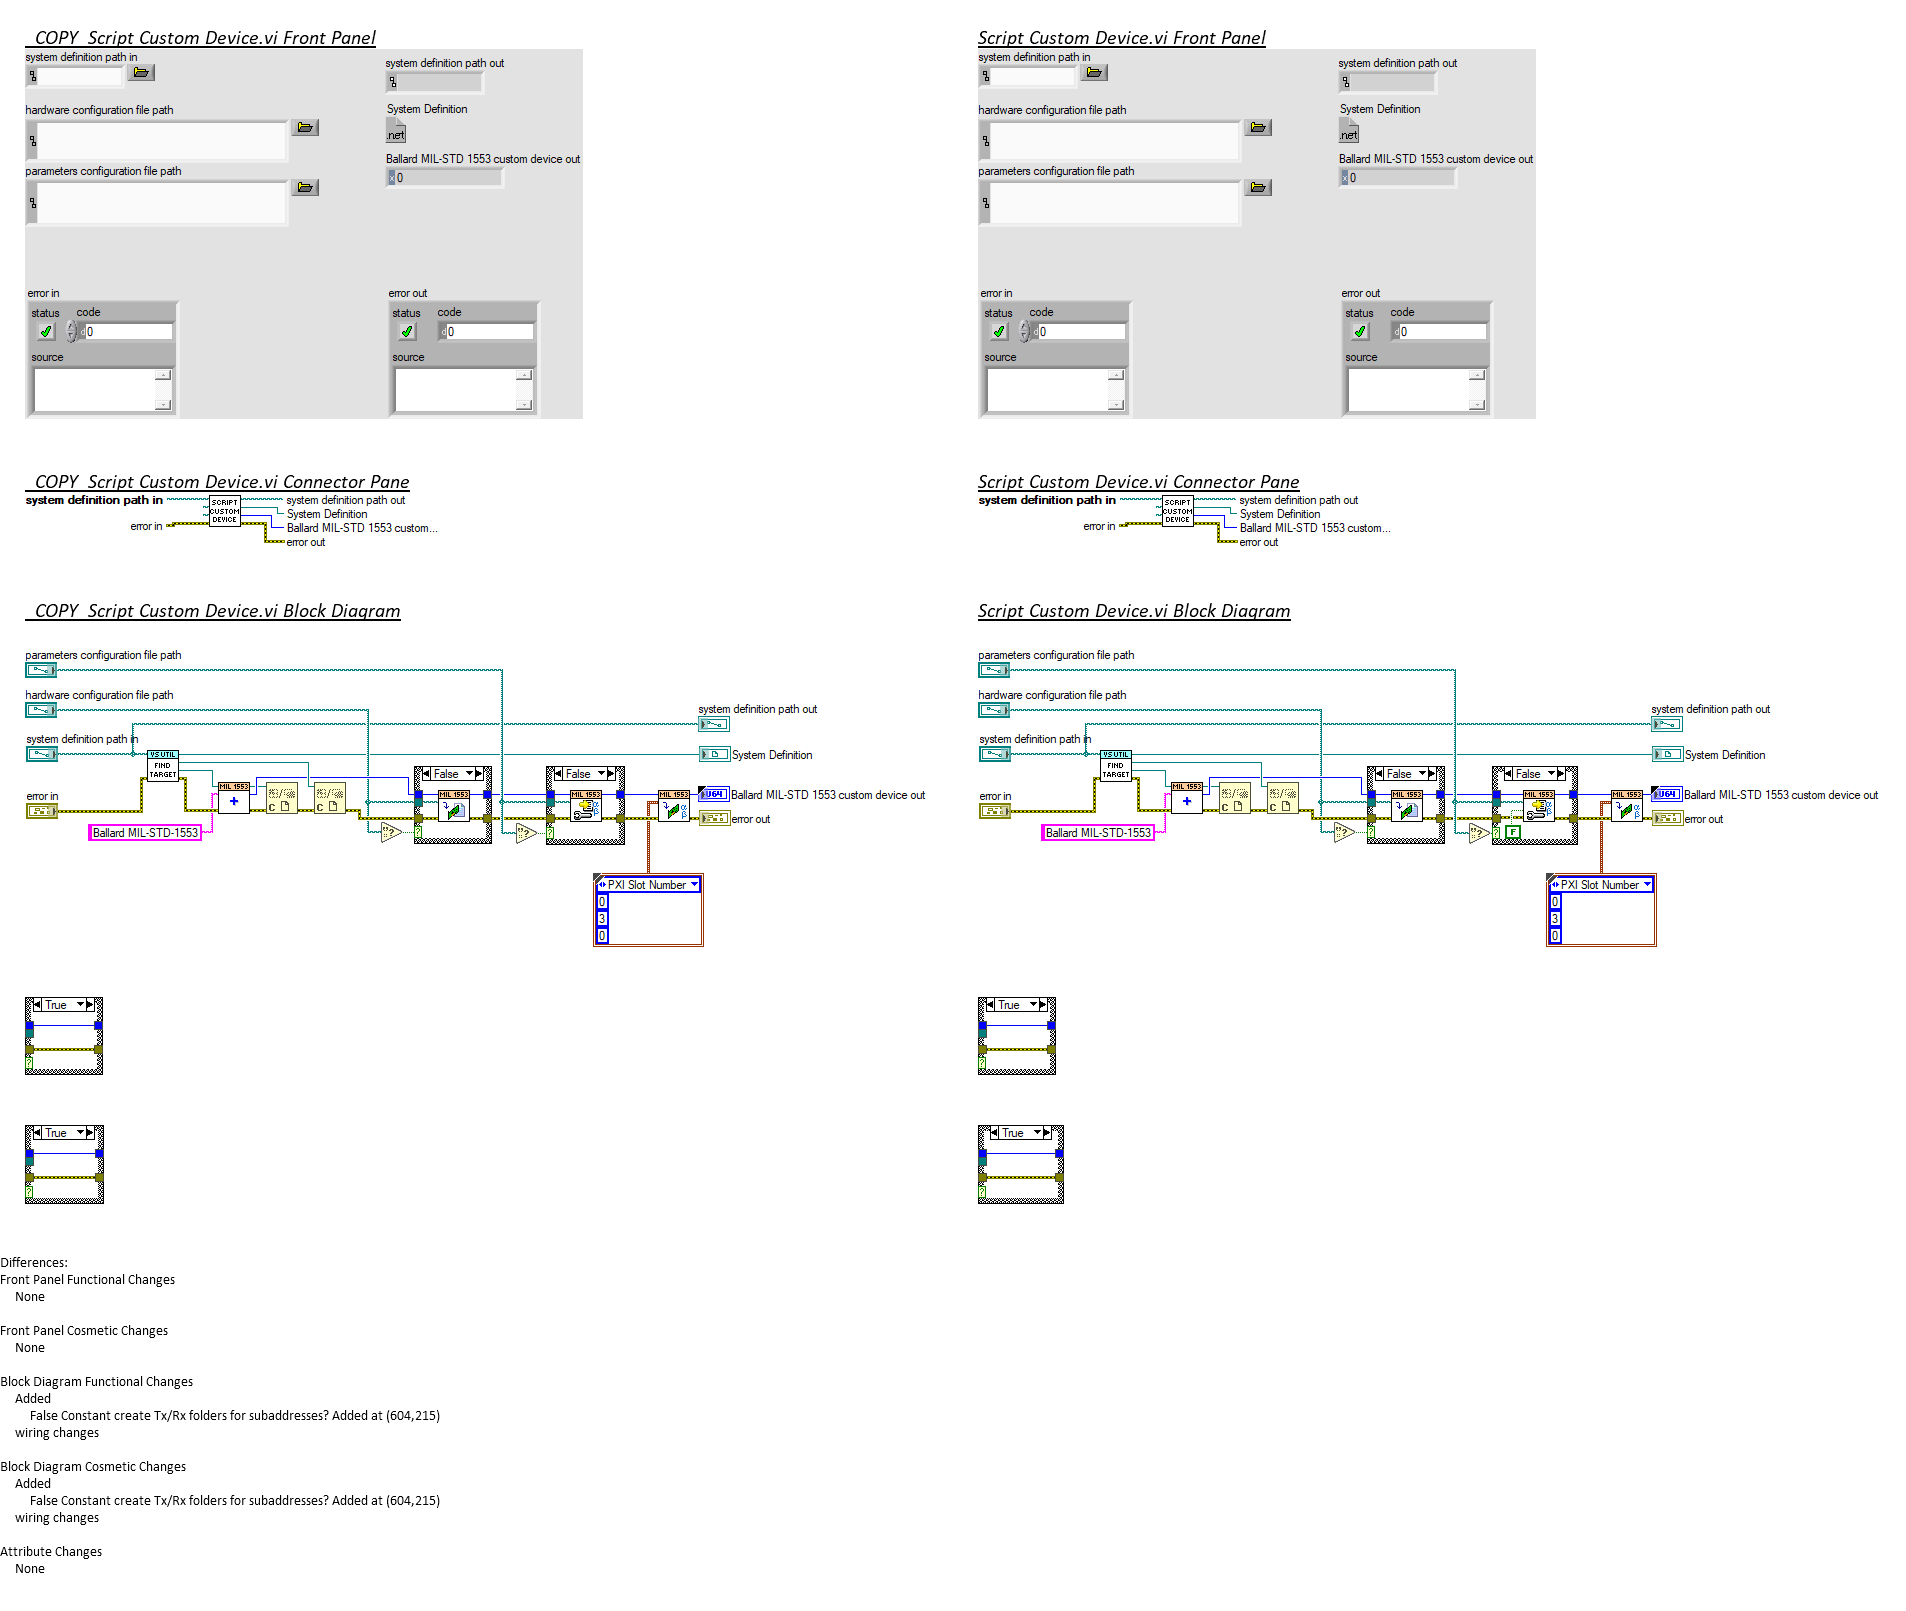 _COPY_Script Custom Device.vi Front Panel
system definition path in
system definition path out
hardware configuration file path
System Definition
.net
Ballard MIL-STD 1553 custom device out
x 0
parameters configuration file path
error in
status
code
d 0
source
error out
status
code
d 0
source
Script Custom Device.vi Front Panel
system definition path in
system definition path out
hardware configuration file path
System Definition
.net
Ballard MIL-STD 1553 custom device out
x 0
parameters configuration file path
error in
status
code
d 0
source
error out
status
code
d 0
source
_COPY_Script Custom Device.vi Connector Pane
system definition path in
SCRIPT
CUSTOM
DEVICE
system definition path out
System Definition
error in
Ballard MIL-STD 1553 custom...
error out
Script Custom Device.vi Connector Pane
system definition path in
SCRIPT
CUSTOM
DEVICE
system definition path out
System Definition
error in
Ballard MIL-STD 1553 custom...
error out
_COPY_Script Custom Device.vi Block Diagram
parameters configuration file path
hardware configuration file path
system definition path out
system definition path in
VS UTIL
FIND
TARGET
System Definition
False
False
MIL 1553
MIL 1553
MIL 1553
MIL 1553
U64
Ballard MIL-STD 1553 custom device out
error in
error out
Ballard MIL-STD-1553
PXI Slot Number
0
3
0
True
True
Script Custom Device.vi Block Diagram
parameters configuration file path
hardware configuration file path
system definition path out
system definition path in
VS UTIL
FIND
TARGET
System Definition
False
False
MIL 1553
MIL 1553
MIL 1553
MIL 1553
U64
Ballard MIL-STD 1553 custom device out
error in
error out
Ballard MIL-STD-1553
F
PXI Slot Number
0
3
0
True
True
Differences:
Front Panel Functional Changes
None
Front Panel Cosmetic Changes
None
Block Diagram Functional Changes
Added
False Constant create Tx/Rx folders for subaddresses? Added at (604,215)
wiring changes
Block Diagram Cosmetic Changes
Added
False Constant create Tx/Rx folders for subaddresses? Added at (604,215)
wiring changes
Attribute Changes
None